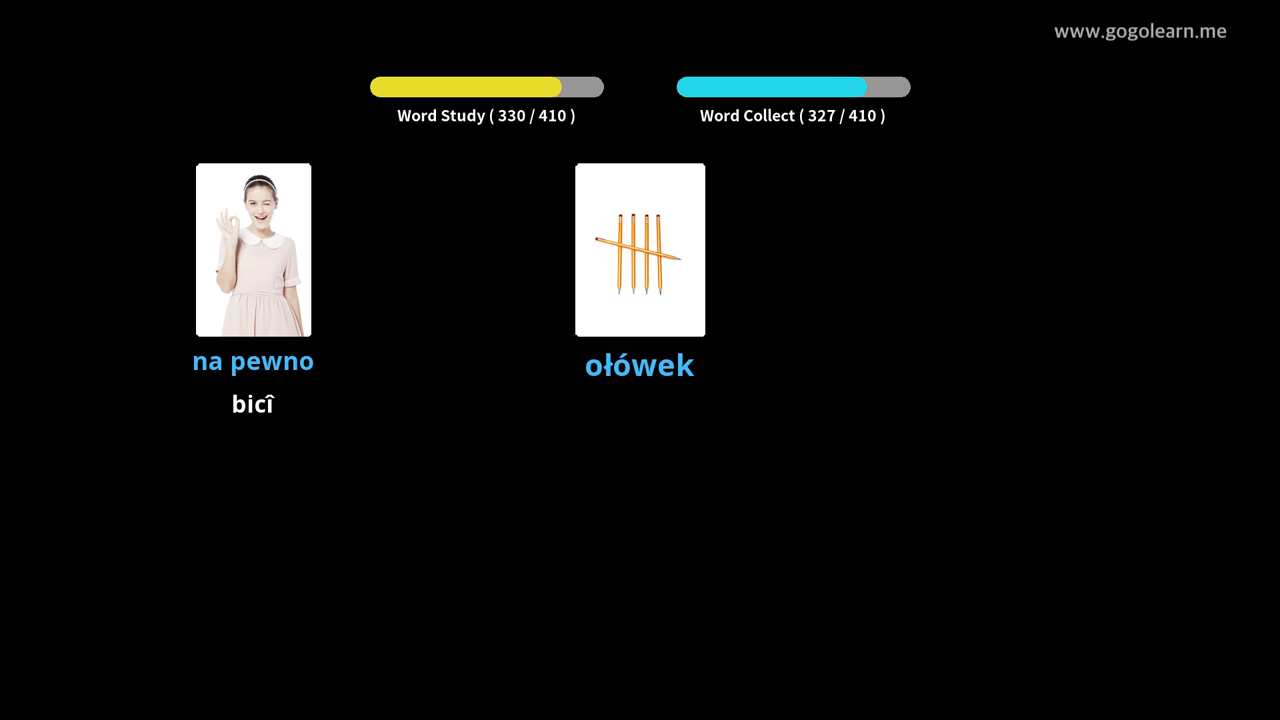 www.gogolearn.me
Word Study ( 330 / 410 )
Word Collect ( 327 / 410 )
na pewno
bicî
ołówek